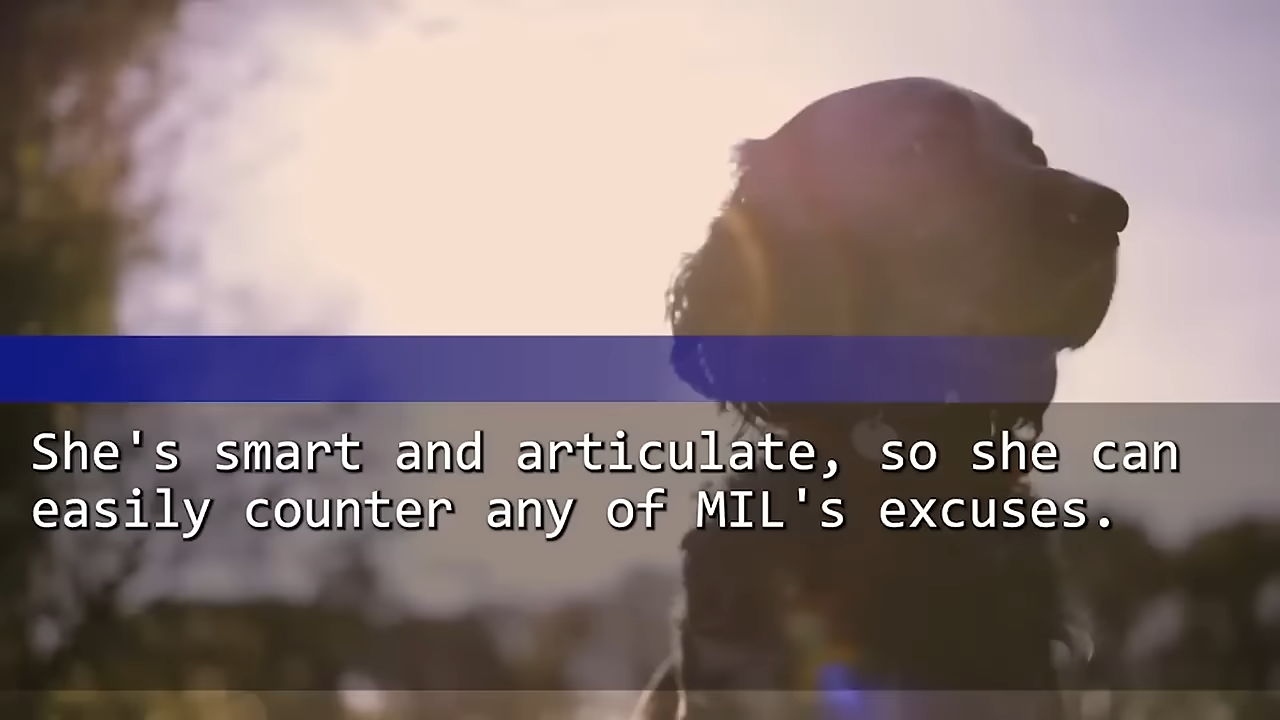 She's smart and articulate, so she can
easily counter any of MIL's excuses.